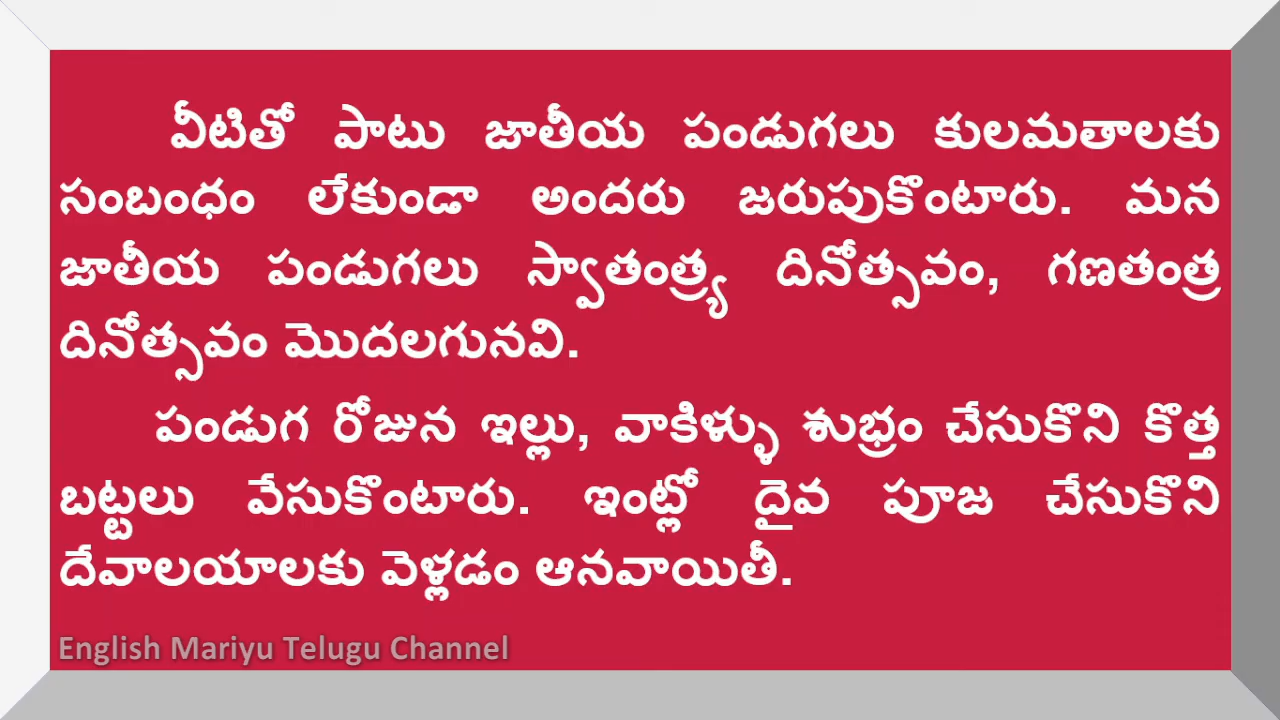 వీటితో పాటు జాతీయ పండుగలు కులమతాలకు
సంబంధం లేకుండా అందరు జరుపుకొంటారు. మన
జాతీయ పండుగలు స్వాతంత్ర్య దినోత్సవం, గణతంత్ర
దినోత్సవం మొదలగునవి.
పండుగ రోజున ఇల్లు, వాకిళ్ళు శుభ్రం చేసుకొని కొత్త
బట్టలు వేసుకొంటారు. ఇంట్లో దైవ పూజ చేసుకొని
దేవాలయాలకు వెళ్లడం ఆనవాయితీ.
English Mariyu Telugu Channel